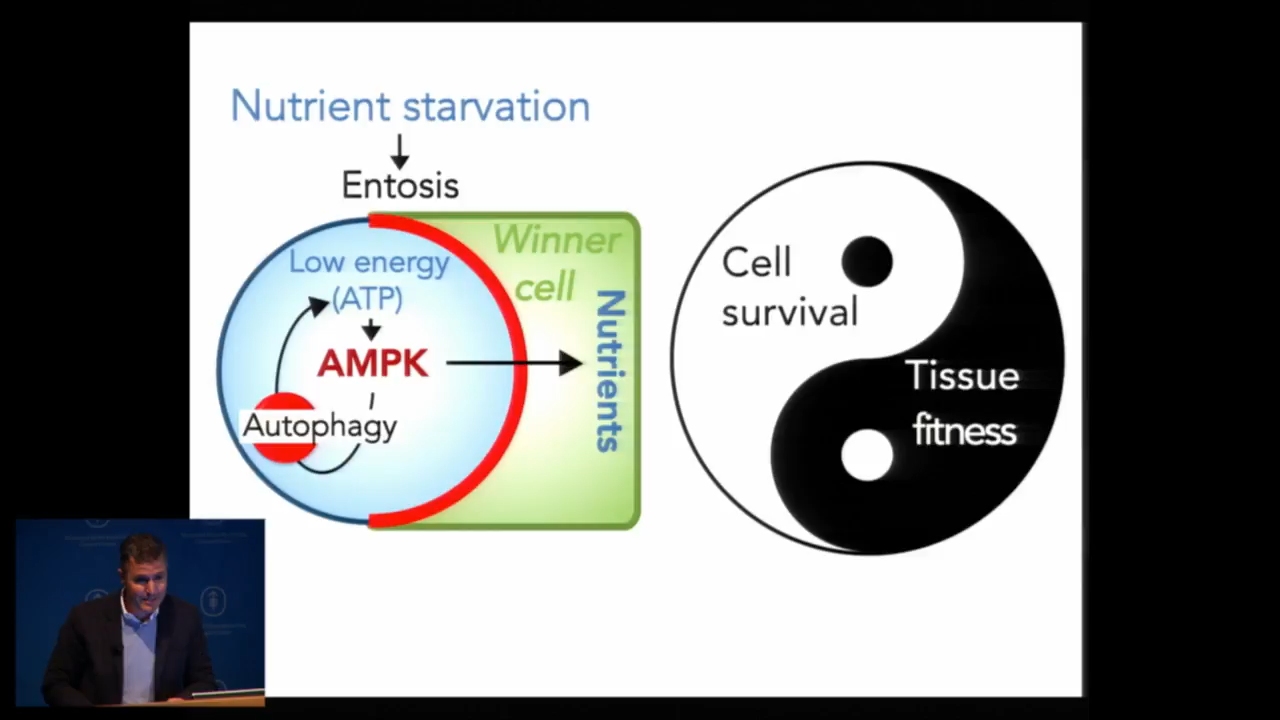 Nutrient starvation
Entosis
Winner
cell
Low energy
(ATP)
AMPK
Nutrients
Autophagy
Cell
survival
Tissue
fitness